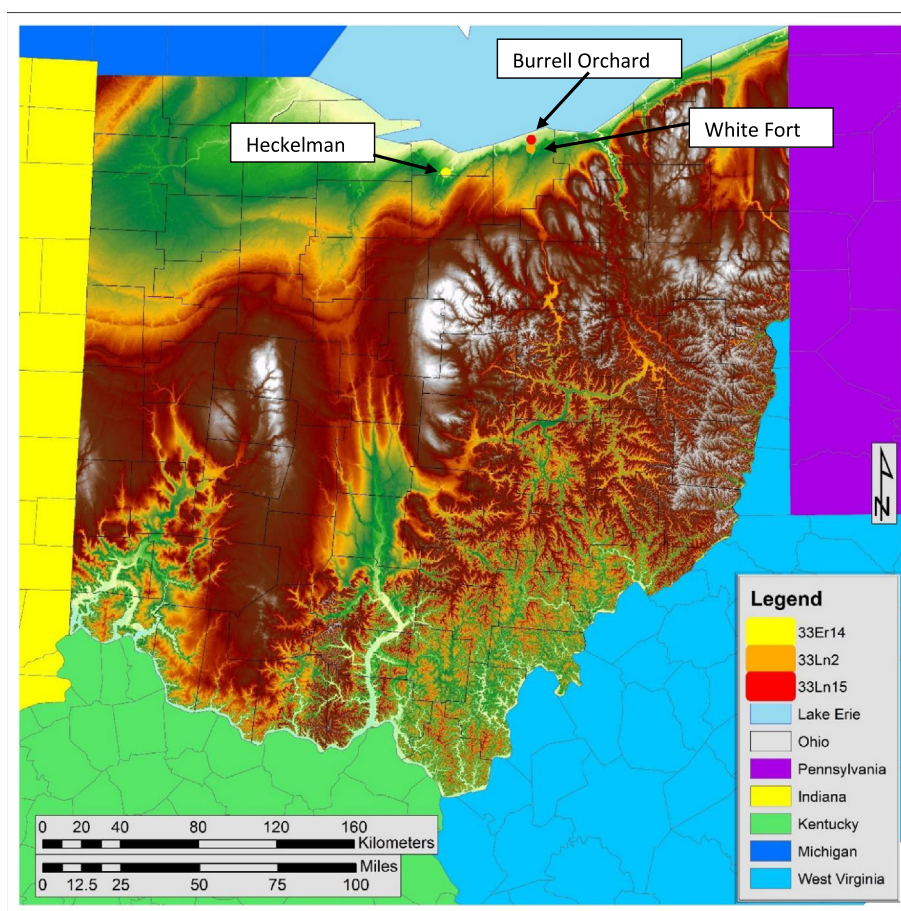 Burrell Orchard
White Fort
Heckelman
N
Legend
33Er14
33Ln2
33Ln15
Lake Erie
Ohio
Pennsylvania
Indiana
Kentucky
Michigan
West Virginia
0 20 40 80 120 160
Kilometers
Miles
0 12.5 25 50 75 100